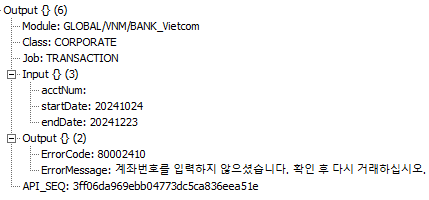 Output {} (6)
Module: GLOBAL/VNM/BANK_Vietcom
Class: CORPORATE
Job: TRANSACTION
Input {} (3)
acctNum:
startDate: 20241024
endDate: 20241223
Output {} (2)
ErrorCode: 80002410
ErrorMessage: 계좌번호를 입력하지 않으셨습니다. 확인 후 다시 거래하십시오.
API_SEQ: 3ff06da969ebb04773dc5ca836eea51e